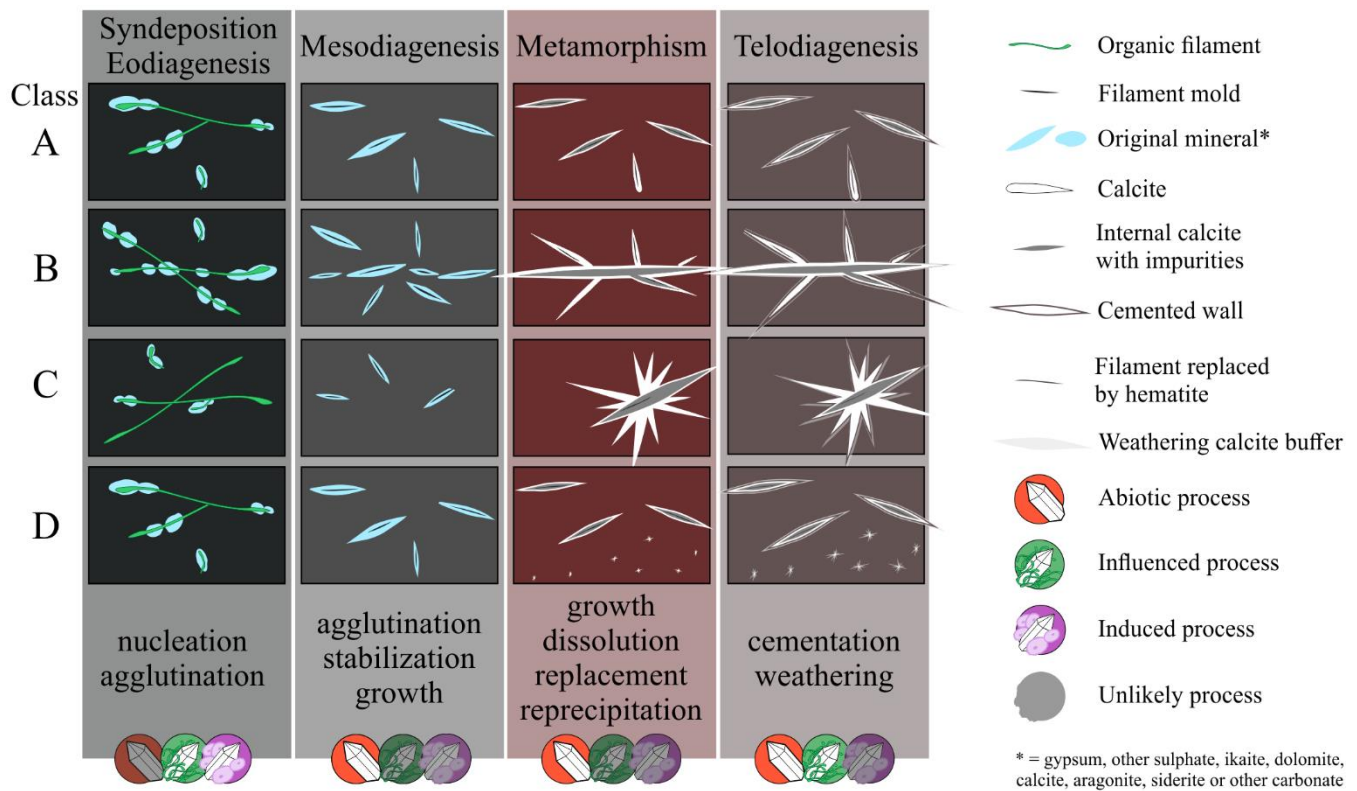 Syndeposition
Eodiagenesis
Mesodiagenesis
Metamorphism
Telodiagenesis
Class
A
B
C
D
nucleation
agglutination
agglutination
stabilization
growth
growth
dissolution
replacement
reprecipitation
cementation
weathering
Organic filament
Filament mold
Original mineral*
Calcite
Internal calcite
with impurities
Cemented wall
Filament replaced
by hematite
Weathering calcite buffer
Abiotic process
Influenced process
Induced process
Unlikely process
* = gypsum, other sulphate, ikaite, dolomite,
calcite, aragonite, siderite or other carbonate